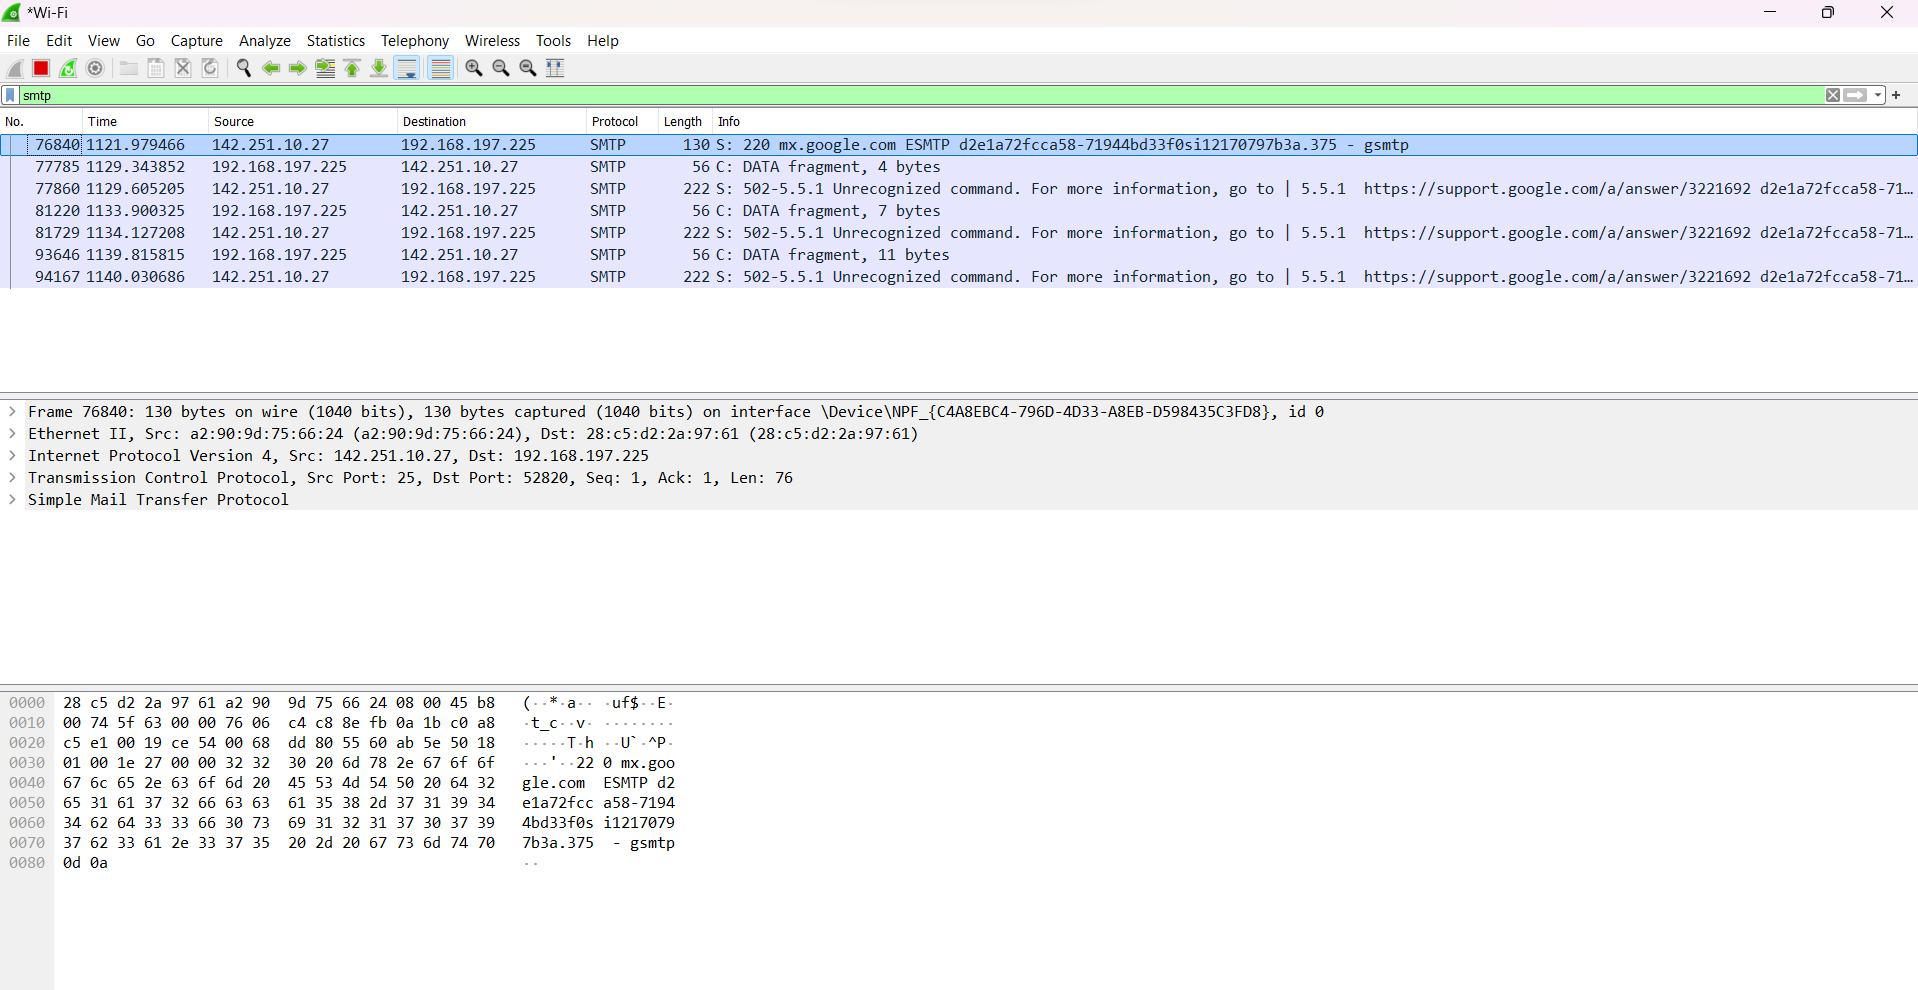 *Wi-Fi
File Edit View Go Capture Analyze Statistics Telephony Wireless Tools Help
smtp
No. Time Source Destination Protocol Length Info
76840 1121.979466 142.251.10.27 192.168.197.225 SMTP 130 S: 220 mx.google.com ESMTP d2e1a72fcca58-71944bd33f0si12170797b3a.375 - gsmtp
77785 1129.343852 192.168.197.225 142.251.10.27 SMTP 56 C: DATA fragment, 4 bytes
77860 1129.605205 142.251.10.27 192.168.197.225 SMTP 222 S: 502-5.5.1 Unrecognized command. For more information, go to | 5.5.1 https://support.google.com/a/answer/3221692 d2e1a72fcca58-71…
81220 1133.900325 192.168.197.225 142.251.10.27 SMTP 56 C: DATA fragment, 7 bytes
81729 1134.127208 142.251.10.27 192.168.197.225 SMTP 222 S: 502-5.5.1 Unrecognized command. For more information, go to | 5.5.1 https://support.google.com/a/answer/3221692 d2e1a72fcca58-71…
93646 1139.815815 192.168.197.225 142.251.10.27 SMTP 56 C: DATA fragment, 11 bytes
94167 1140.030686 142.251.10.27 192.168.197.225 SMTP 222 S: 502-5.5.1 Unrecognized command. For more information, go to | 5.5.1 https://support.google.com/a/answer/3221692 d2e1a72fcca58-71…
> Frame 76840: 130 bytes on wire (1040 bits), 130 bytes captured (1040 bits) on interface \Device\NPF_{C4A8EBC4-796D-4D33-A8EB-D598435C3FD8}, id 0
> Ethernet II, Src: a2:90:9d:75:66:24 (a2:90:9d:75:66:24), Dst: 28:c5:d2:2a:97:61 (28:c5:d2:2a:97:61)
> Internet Protocol Version 4, Src: 142.251.10.27, Dst: 192.168.197.225
> Transmission Control Protocol, Src Port: 25, Dst Port: 52820, Seq: 1, Ack: 1, Len: 76
> Simple Mail Transfer Protocol
0000 28 c5 d2 2a 97 61 a2 90 9d 75 66 24 08 00 45 b8 (··*·a·· ·uf$··E·
0010 00 74 5f 63 00 00 76 06 c4 c8 8e fb 0a 1b c0 a8 ·t_c··v· ········
0020 c5 e1 00 19 ce 54 00 68 dd 80 55 60 ab 5e 50 18 ·····T·h ··U`·^P·
0030 01 00 1e 27 00 00 32 32 30 20 6d 78 2e 67 6f 6f ···'··22 0 mx.goo
0040 67 6c 65 2e 63 6f 6d 20 45 53 4d 54 50 20 64 32 gle.com ESMTP d2
0050 65 31 61 37 32 66 63 63 61 35 38 2d 37 31 39 34 e1a72fcc a58-7194
0060 34 62 64 33 33 66 30 73 69 31 32 31 37 30 37 39 4bd33f0s i1217079
0070 37 62 33 61 2e 33 37 35 20 2d 20 67 73 6d 74 70 7b3a.375 - gsmtp
0080 0d 0a ··